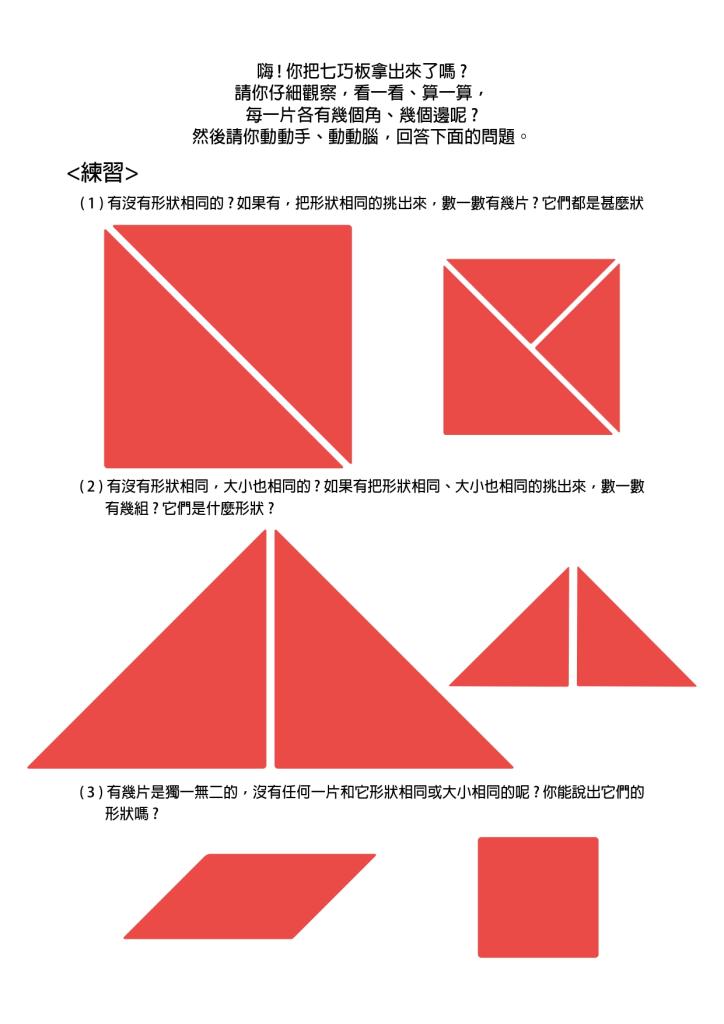 嗨！你把七巧板拿出來了嗎？
請你仔細觀察，看一看、算一算，
每一片各有幾個角、幾個邊呢？
然後請你動動手、動動腦，回答下面的問題。
<練習>
(1) 有沒有形狀相同的？如果有，把形狀相同的挑出來，數一數有幾片？它們都是甚麼狀
(2) 有沒有形狀相同，大小也相同的？如果有把形狀相同、大小也相同的挑出來，數一數
有幾組？它們是什麼形狀？
(3) 有幾片是獨一無二的，沒有任何一片和它形狀相同或大小相同的呢？你能說出它們的
形狀嗎？